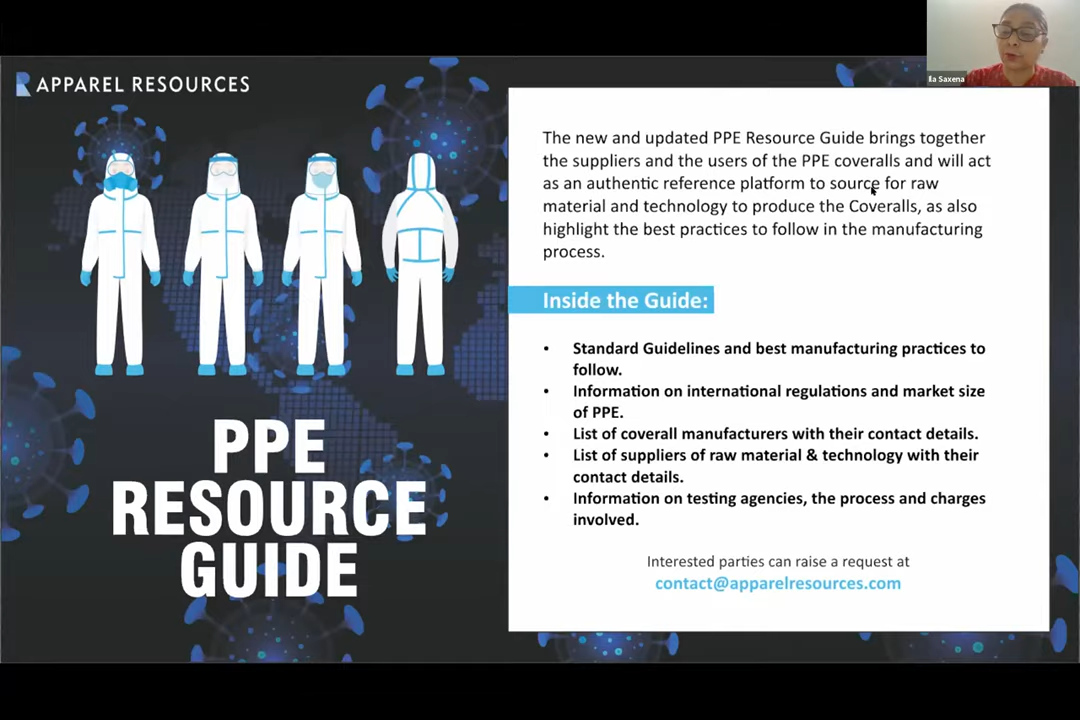 APPAREL RESOURCES
PPE
RESOURCE
GUIDE
The new and updated PPE Resource Guide brings together
the suppliers and the users of the PPE coveralls and will act
as an authentic reference platform to source for raw
material and technology to produce the Coveralls, as also
highlight the best practices to follow in the manufacturing
process.
Inside the Guide:
• Standard Guidelines and best manufacturing practices to
follow.
• Information on international regulations and market size
of PPE.
• List of coverall manufacturers with their contact details.
• List of suppliers of raw material & technology with their
contact details.
• Information on testing agencies, the process and charges
involved.
Interested parties can raise a request at
contact@apparelresources.com
Saxena